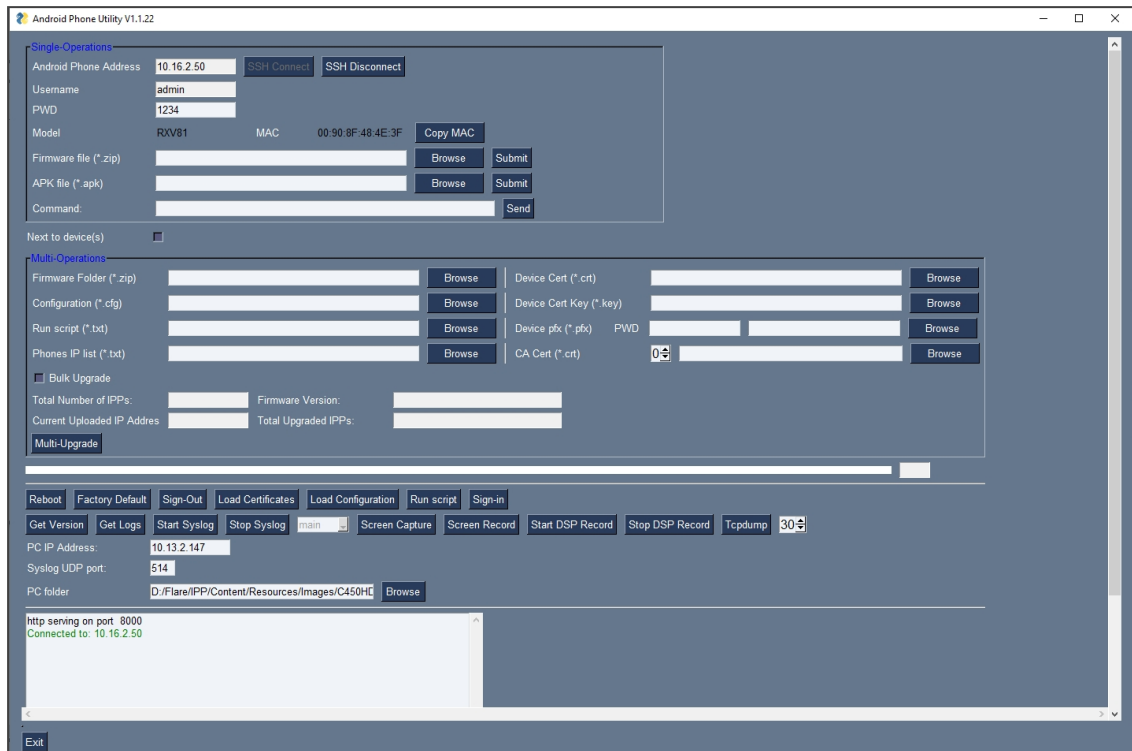 Android Phone Utility V1.1.22
Single-Operations
Android Phone Address 10.16.2.50 SSH Connect SSH Disconnect
Username admin
PWD 1234
Model RXV81 MAC 00:90:8F:48:4E:3F Copy MAC
Firmware file (*.zip) Browse Submit
APK file (*.apk) Browse Submit
Command: Send
Next to device(s)
Multi-Operations
Firmware Folder (*.zip) Browse Device Cert (*.crt) Browse
Configuration (*.cfg) Browse Device Cert Key (*.key) Browse
Run script (*.txt) Browse Device pfx (*.pfx) PWD Browse
Phones IP list (*.txt) Browse CA Cert (*.crt) 0 Browse
Bulk Upgrade
Total Number of IPPs: Firmware Version:
Current Uploaded IP Addres Total Upgraded IPPs:
Multi-Upgrade
Reboot Factory Default Sign-Out Load Certificates Load Configuration Run script Sign-in
Get Version Get Logs Start Syslog Stop Syslog main Screen Capture Screen Record Start DSP Record Stop DSP Record Tcpdump 30
PC IP Address: 10.13.2.147
Syslog UDP port: 514
PC folder D:/Flare/IPP/Content/Resources/Images/C450HD Browse
http serving on port 8000
Connected to: 10.16.2.50
Exit